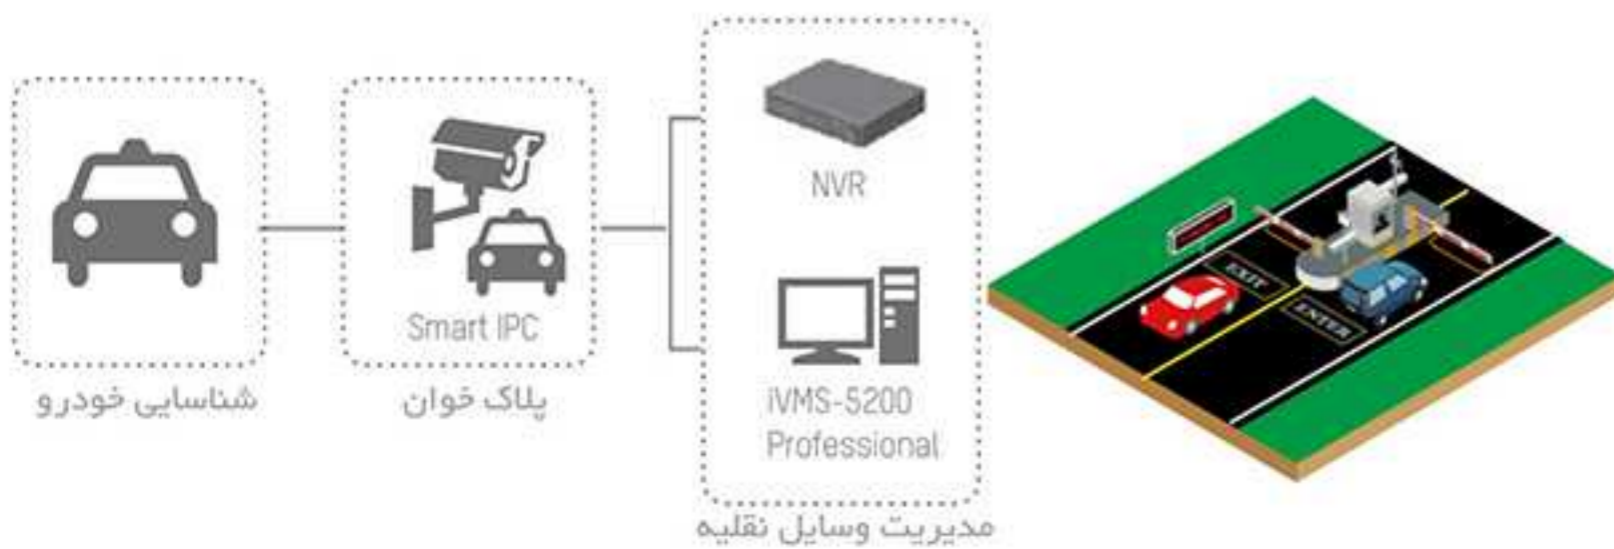 شناسایی خودرو
Smart IPC
پلاک خوان
NVR
iVMS-5200
Professional
مدیریت وسایل نقلیه
EXIT
ENTER